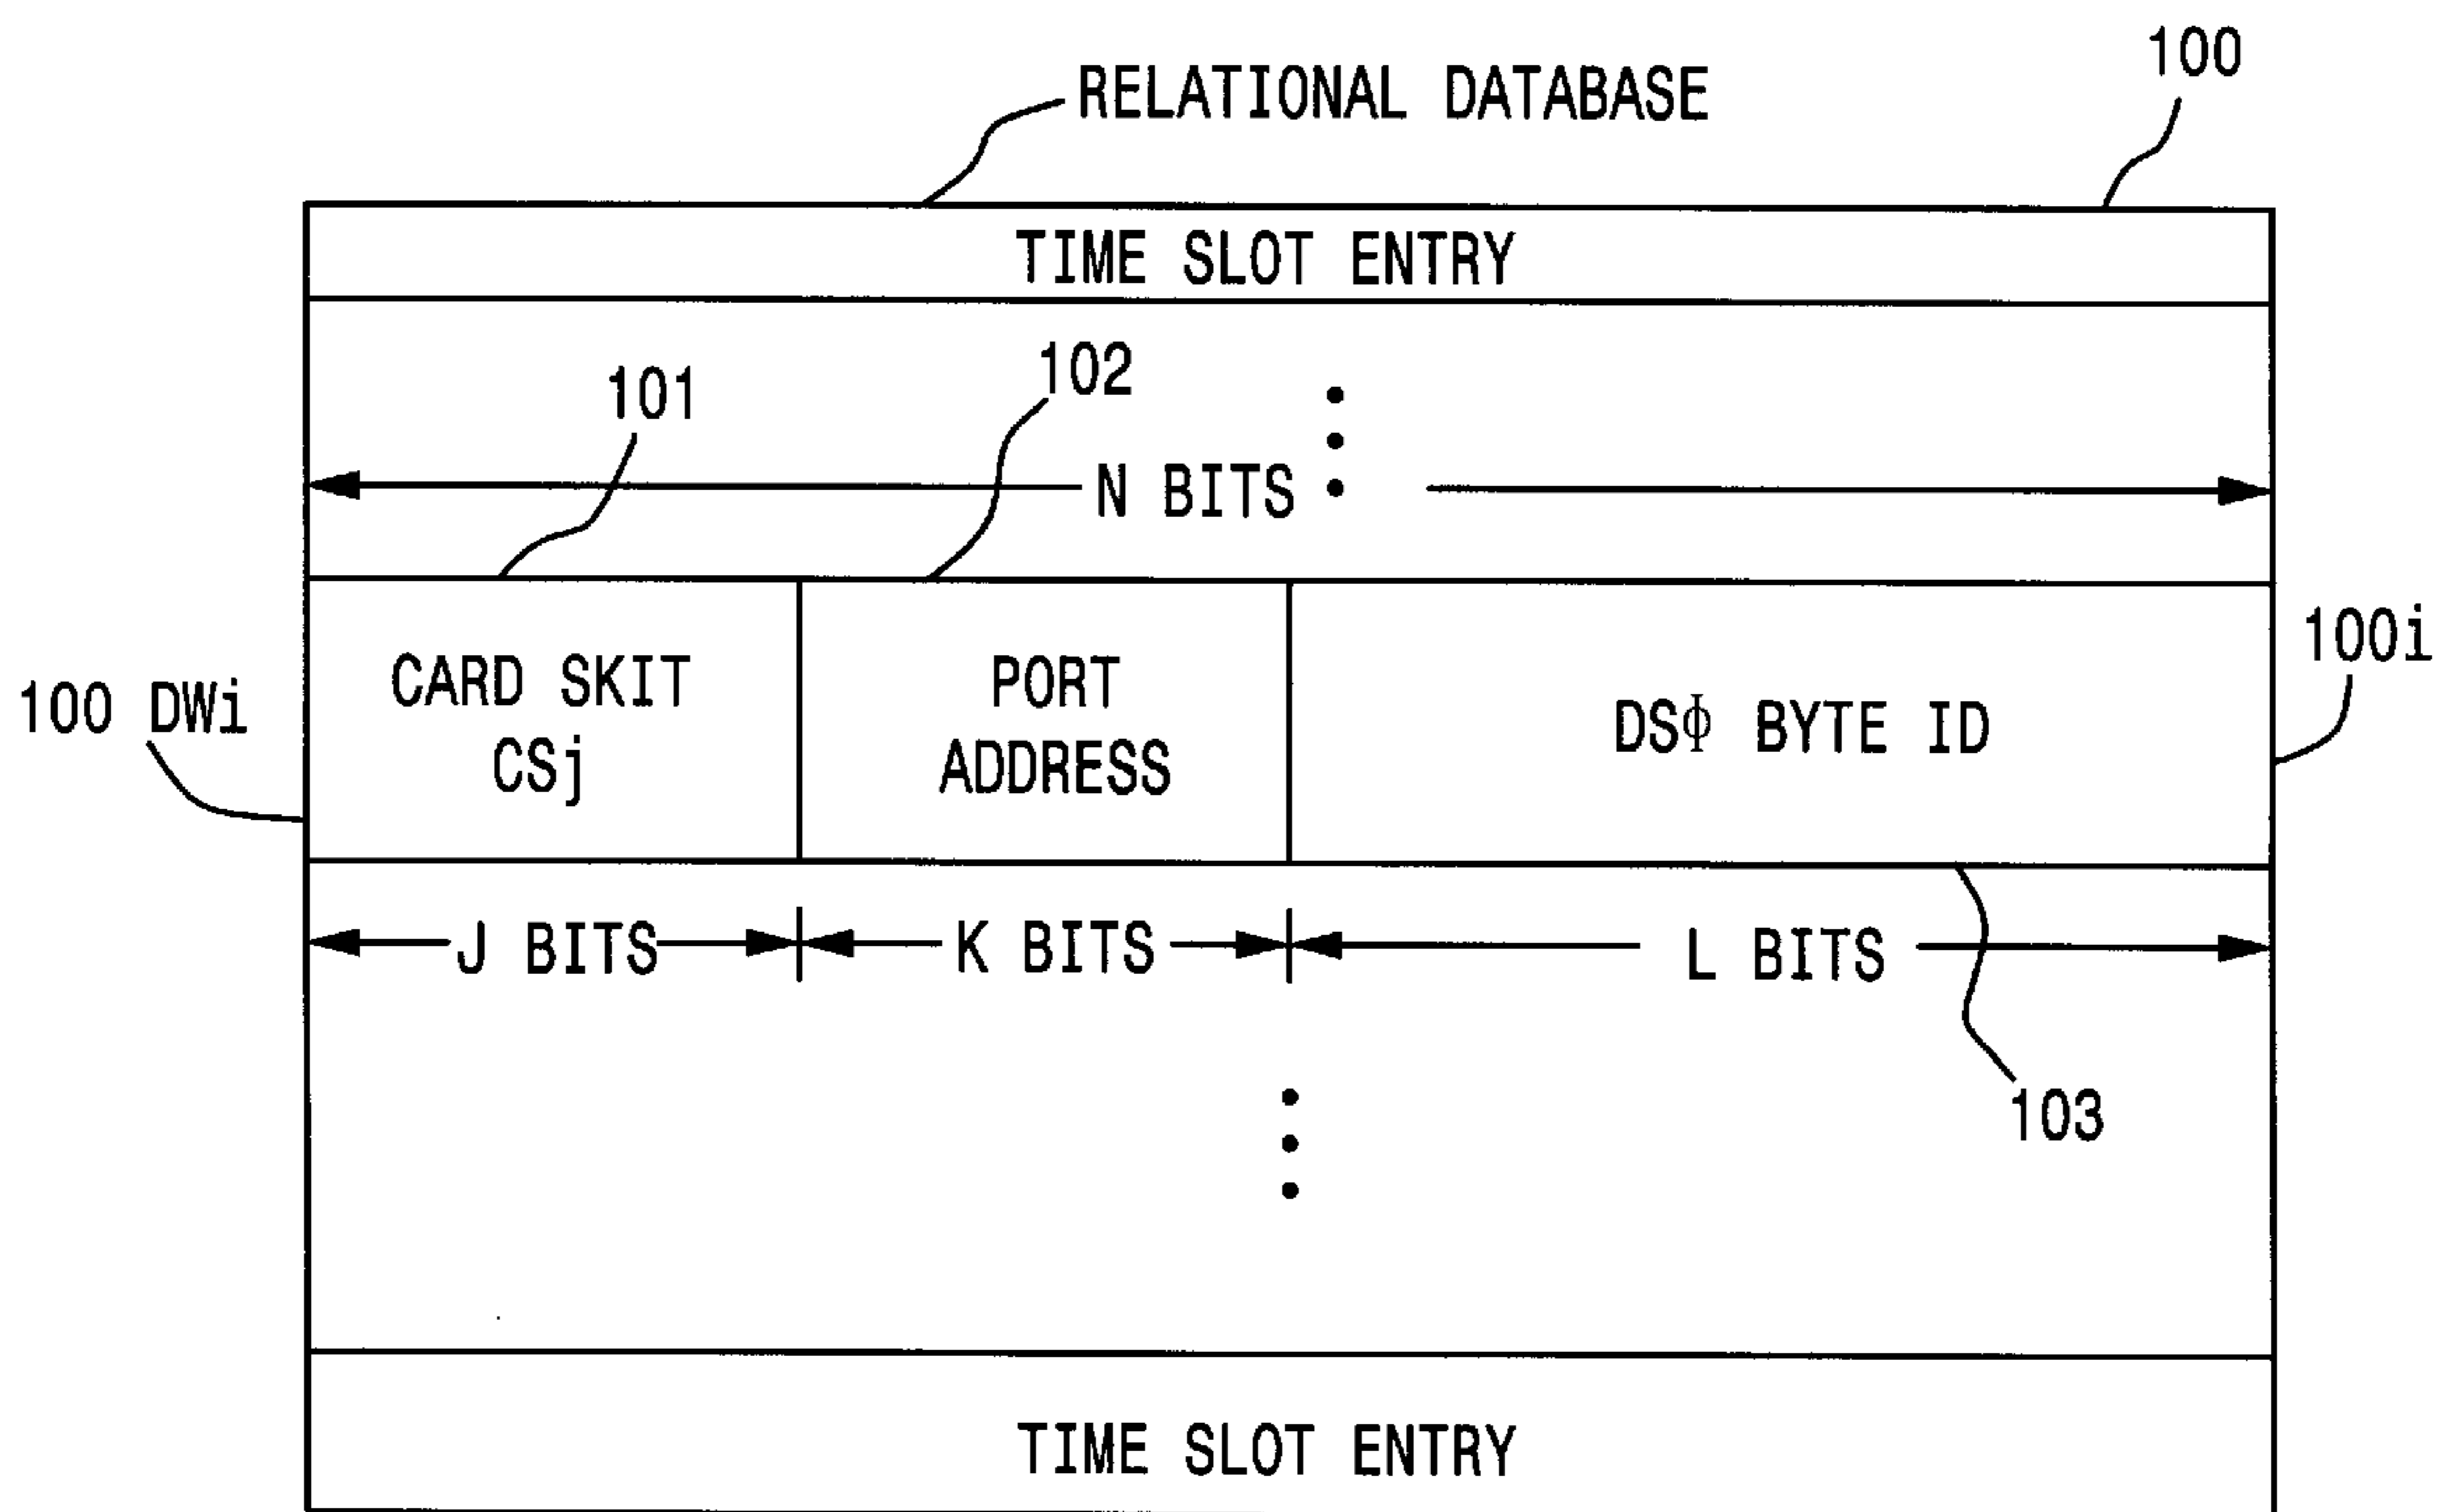 100
RELATIONAL DATABASE
TIME SLOT ENTRY
101
102
N BITS
100 DWi
CARD SKIT
CSj
PORT
ADDRESS
DSΦ BYTE ID
100i
J BITS
K BITS
L BITS
103
TIME SLOT ENTRY